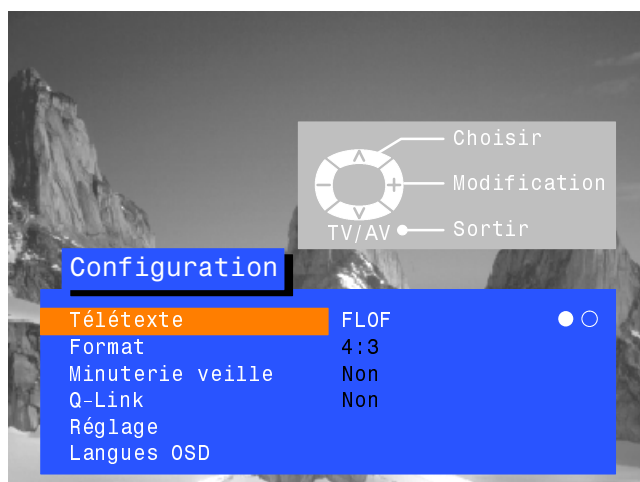 Choisir
Modification
TV/AV Sortir
Configuration
Télétexte FLOF
Format 4:3
Minuterie veille Non
Q-Link Non
Réglage
Langues OSD